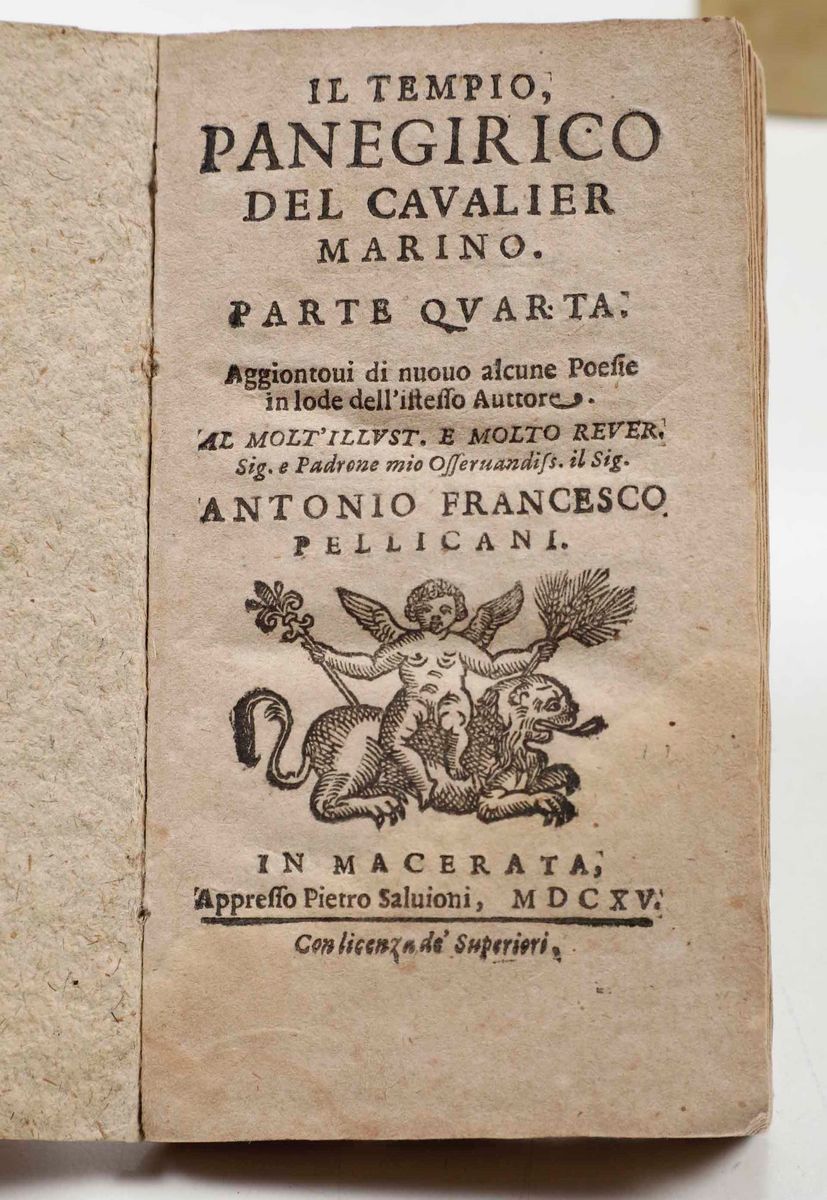 IL TEMPIO,
PANEGIRICO
DEL CAVALIER
MARINO.
PARTE QVARTA.
Aggiontoui di nuouo alcune Poeſie
in lode dell'iſteſſo Auttore.
AL MOLT'ILLVST. E MOLTO REVER.
Sig. e Padrone mio Oſſeruandiſs. il Sig.
ANTONIO FRANCESCO
PELLICANI.
IN MACERATA,
Appreſſo Pietro Saluioni, MDCXV.
Con licenza de' Superiori,